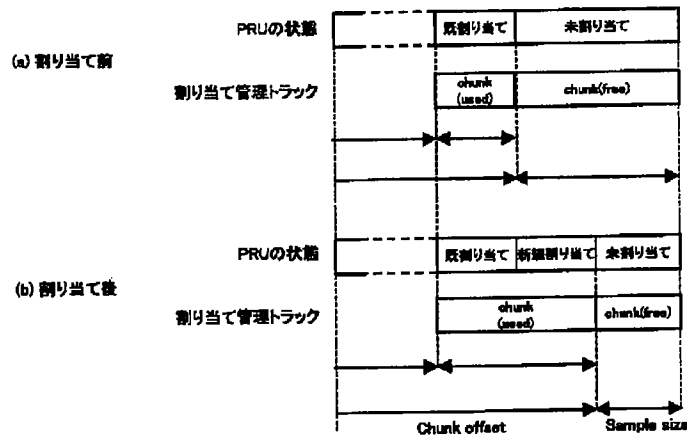 PRUの状態
既割り当て
未割り当て
(a) 割り当て前
割り当て管理トラック
chunk
(used)
chunk(free)
PRUの状態
既割り当て
新規割り当て
未割り当て
(b) 割り当て後
割り当て管理トラック
chunk
(used)
chunk(free)
Chunk offset
Sample size